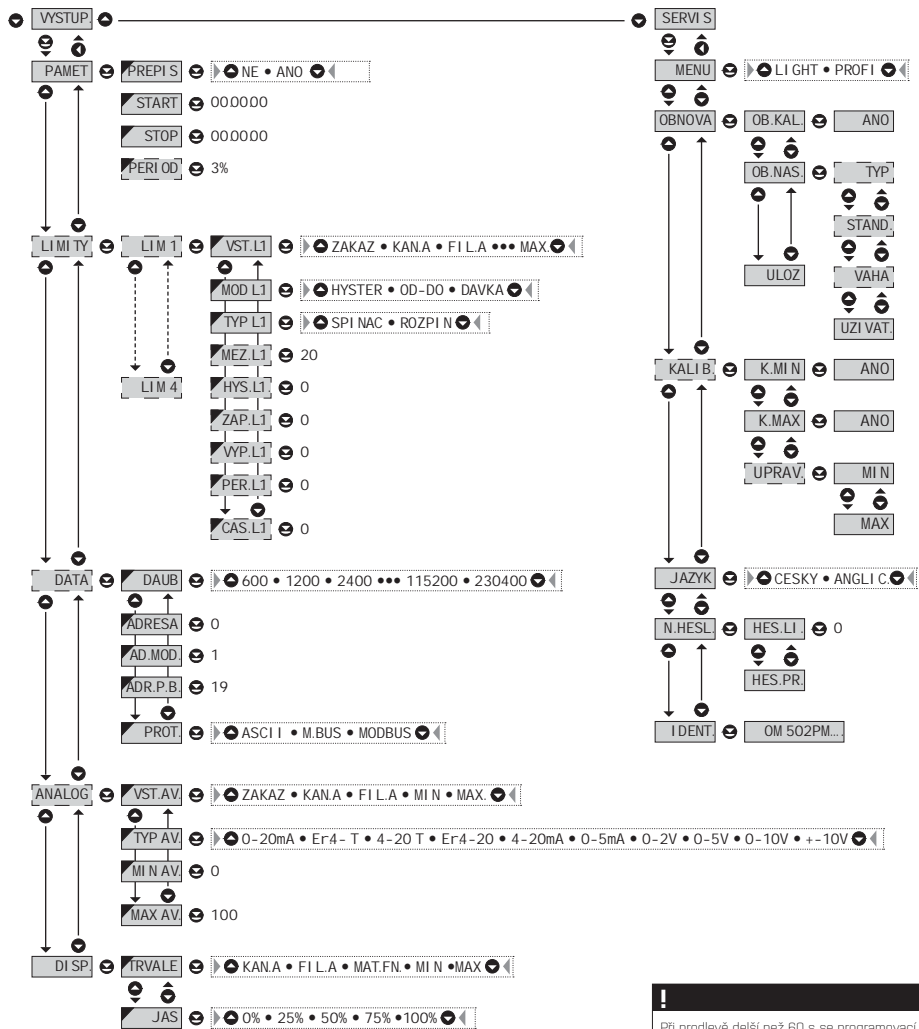 VYSTUP.
PAMET PREPIS NE • ANO
START 00:00:00
STOP 00:00:00
PERIOD 3%
LIMITY LIM 1 VST.L1 ZAKAZ • KAN.A • FIL.A ••• MAX.
MOD L1 HYSTER • OD-DO • DAVKA
TYP L1 SPINAC • ROZPIN
MEZ.L1 20
LIM 4 HYS.L1 0
ZAP.L1 0
VYP.L1 0
PER.L1 0
CAS.L1 0
DATA DAUB 600 • 1200 • 2400 ••• 115200 • 230400
ADRESA 0
AD.MOD. 1
ADR.P.B. 19
PROT. ASCII • M.BUS • MODBUS
ANALOG VST.AV. ZAKAZ • KAN.A • FIL.A • MIN • MAX.
TYP AV. 0-20mA • Er4- T • 4-20 T • Er4-20 • 4-20mA • 0-5mA • 0-2V • 0-5V • 0-10V • +-10V
MIN AV. 0
MAX AV. 100
DISP. TRVALE KAN.A • FIL.A • MAT.FN. • MIN •MAX
JAS 0% • 25% • 50% • 75% •100%
SERVIS
MENU LIGHT • PROFI
OBNOVA OB.KAL. ANO
OB.NAS. TYP
STAND.
ULOZ VAHA
UZIVAT.
KALIB. K.MIN ANO
K.MAX ANO
UPRAV. MIN
MAX
JAZYK CESKY • ANGLIC.
N.HESL. HES.LI. 0
HES.PR.
IDENT. OM 502PM...
!
Při prodlevě delší než 60 s se programovací